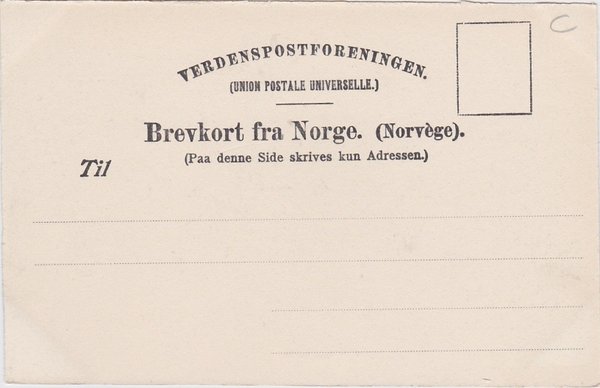 VERDENSPOSTFORENINGEN.
(UNION POSTALE UNIVERSELLE.)
Brevkort fra Norge. (Norvège).
(Paa denne Side skrives kun Adressen.)
Til
C